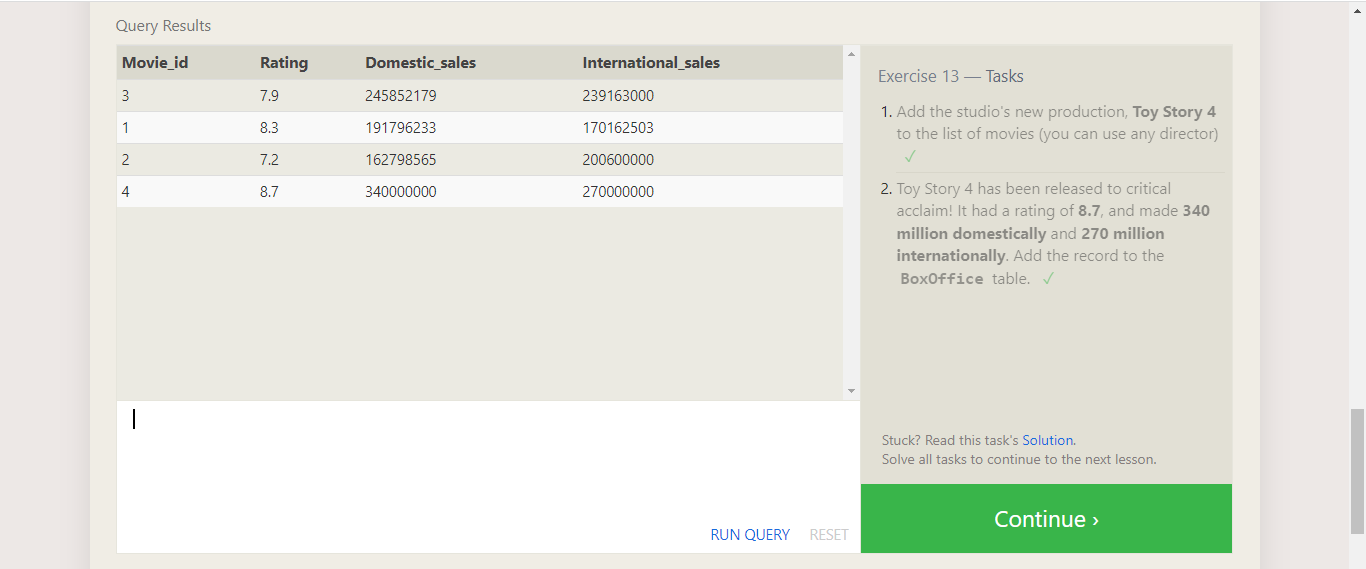 Query Results
Movie_id Rating Domestic_sales International_sales
3 7.9 245852179 239163000
1 8.3 191796233 170162503
2 7.2 162798565 200600000
4 8.7 340000000 270000000
RUN QUERY RESET
Exercise 13 — Tasks
1. Add the studio's new production, Toy Story 4
to the list of movies (you can use any director)
✓
2. Toy Story 4 has been released to critical
acclaim! It had a rating of 8.7, and made 340
million domestically and 270 million
internationally. Add the record to the
BoxOffice table. ✓
Stuck? Read this task's Solution.
Solve all tasks to continue to the next lesson.
Continue ›